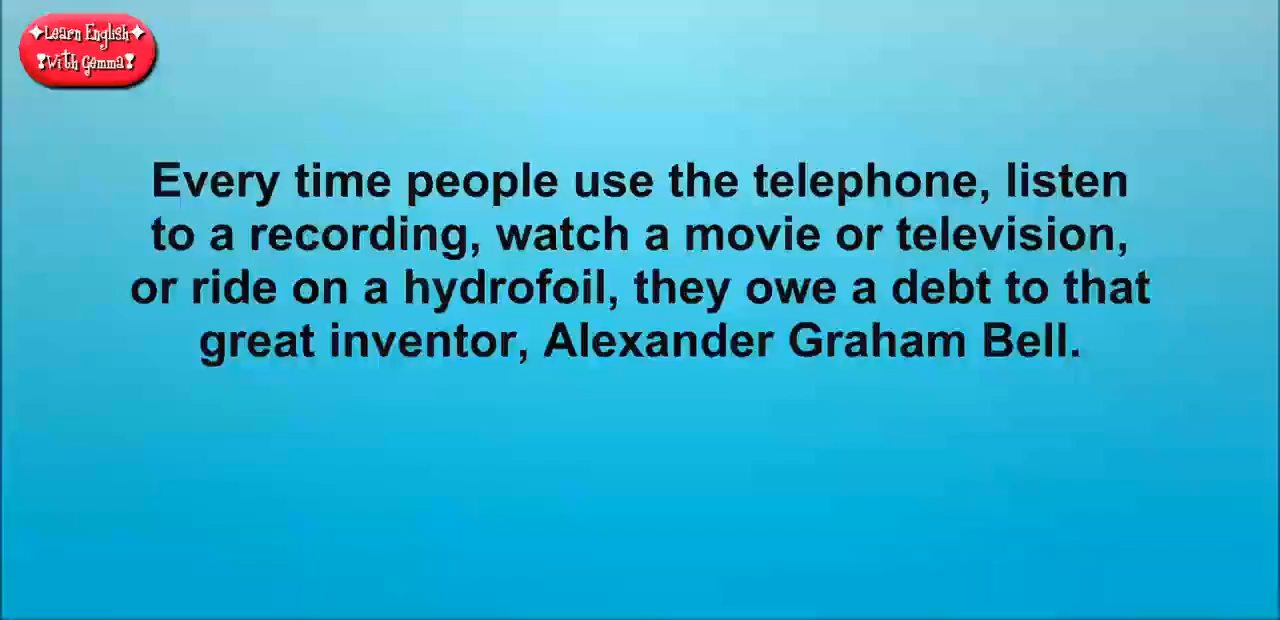 Learn English
With Gemma
Every time people use the telephone, listen
to a recording, watch a movie or television,
or ride on a hydrofoil, they owe a debt to that
great inventor, Alexander Graham Bell.